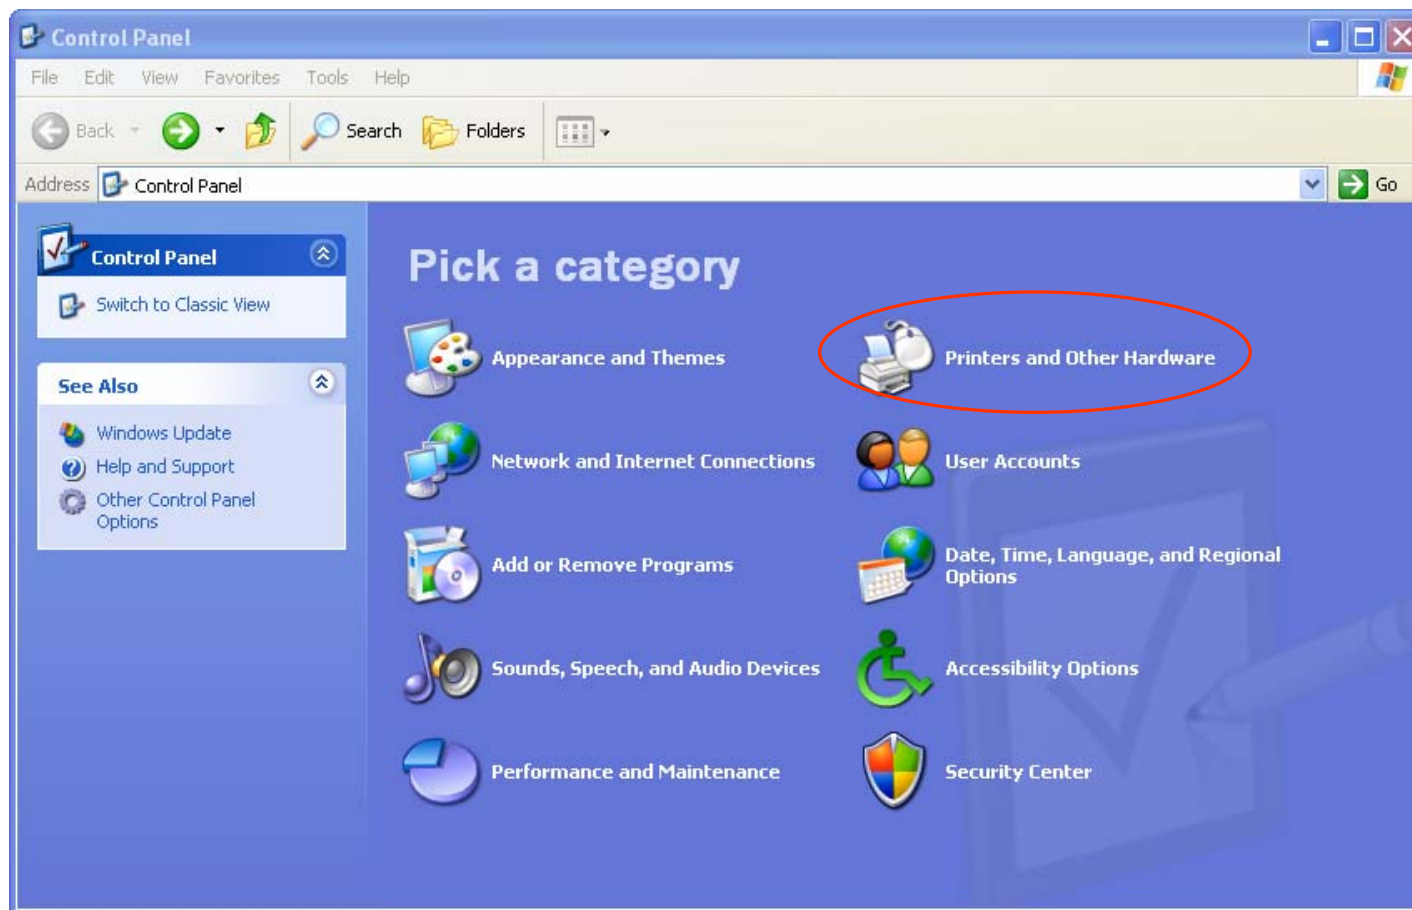 Control Panel
File Edit View Favorites Tools Help
Back Search Folders
Address Control Panel Go
Control Panel
Switch to Classic View
See Also
Windows Update
Help and Support
Other Control Panel
Options
Pick a category
Appearance and Themes
Printers and Other Hardware
Network and Internet Connections
User Accounts
Add or Remove Programs
Date, Time, Language, and Regional
Options
Sounds, Speech, and Audio Devices
Accessibility Options
Performance and Maintenance
Security Center